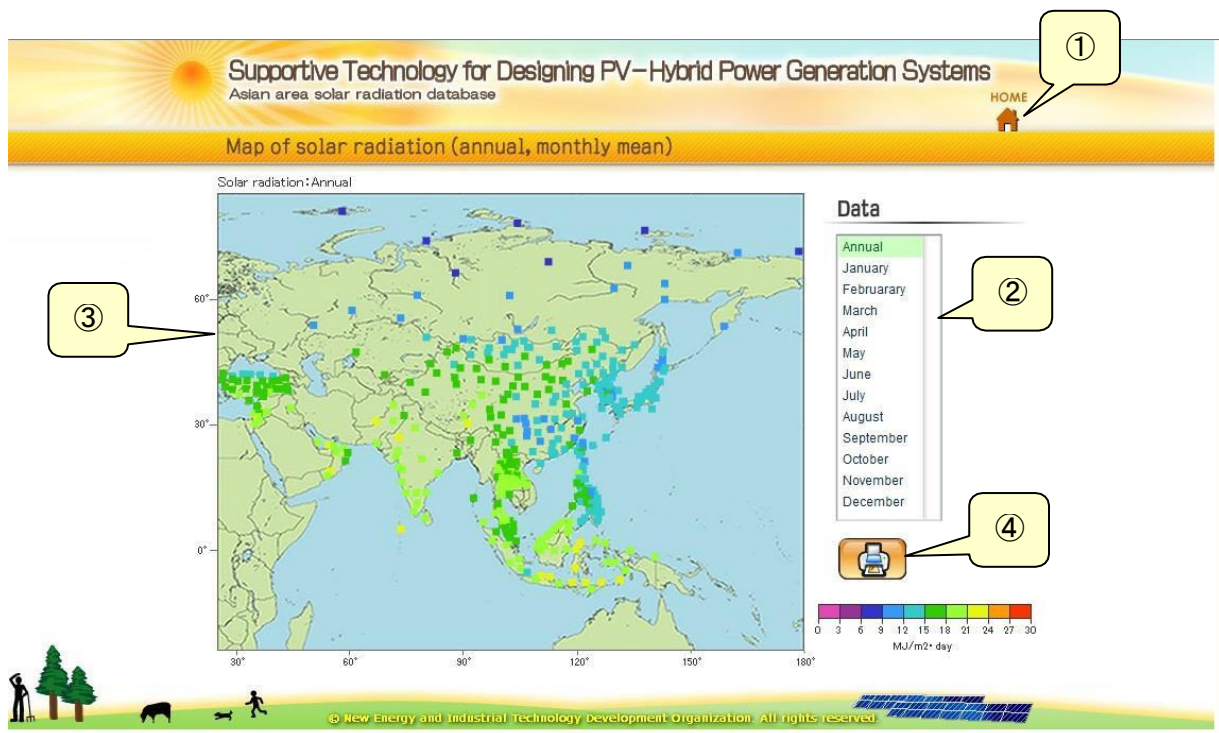 ①
Supportive Technology for Designing PV-Hybrid Power Generation Systems
Asian area solar radiation database
HOME
Map of solar radiation (annual, monthly mean)
Solar radiation:Annual
Data
Annual
January
Februarary
March
April
May
June
July
August
September
October
November
December
②
③
④
60°
30°
0°
30° 60° 90° 120° 150° 180°
0 3 6 9 12 15 18 21 24 27 30
MJ/m2・day
© New Energy and Industrial Technology Development Organization. All rights reserved.